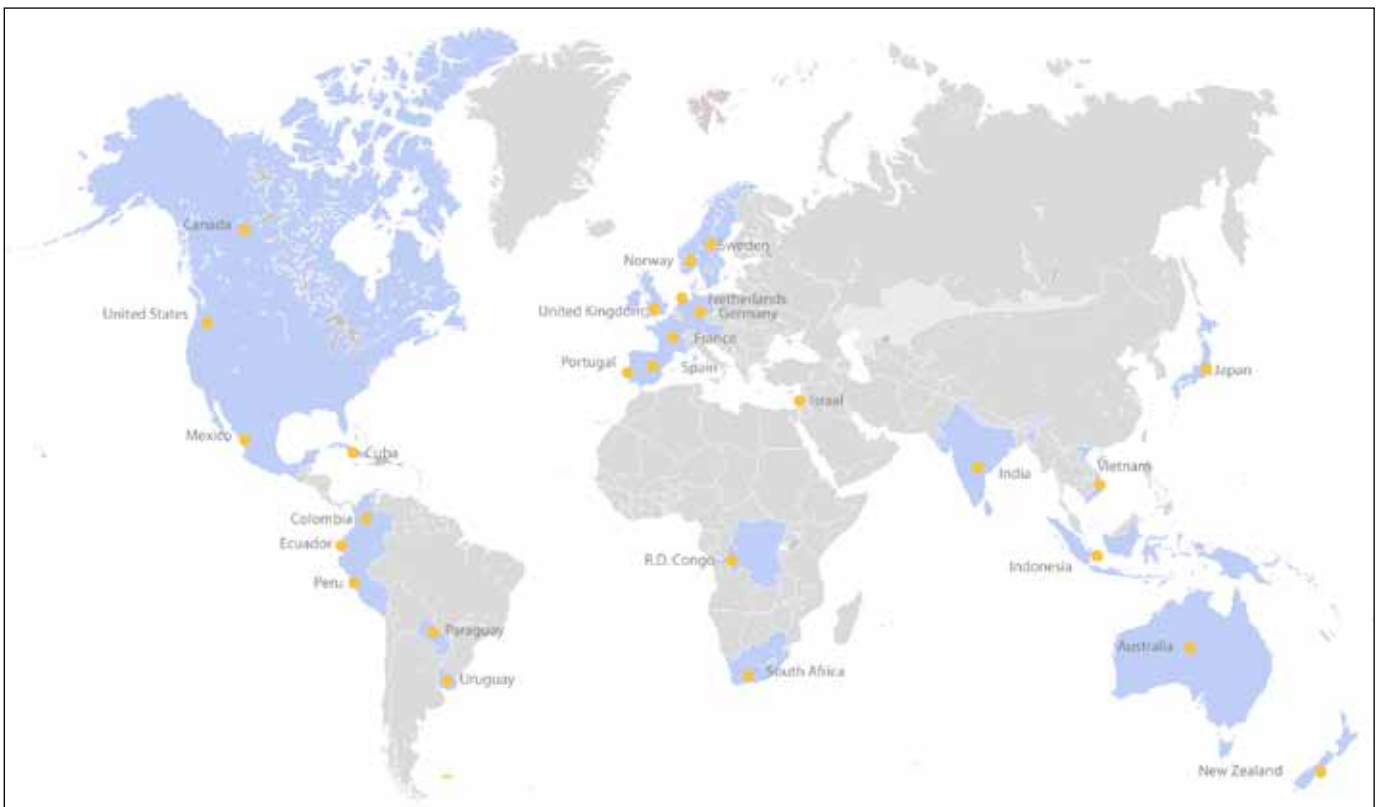 Canada
Sweden
Norway
United States
United Kingdom
Netherlands
Germany
France
Portugal
Spain
Japan
Israel
Mexico
Cuba
India
Vietnam
Colombia
Ecuador
R.D. Congo
Indonesia
Peru
Paraguay
Australia
South Africa
Uruguay
New Zealand